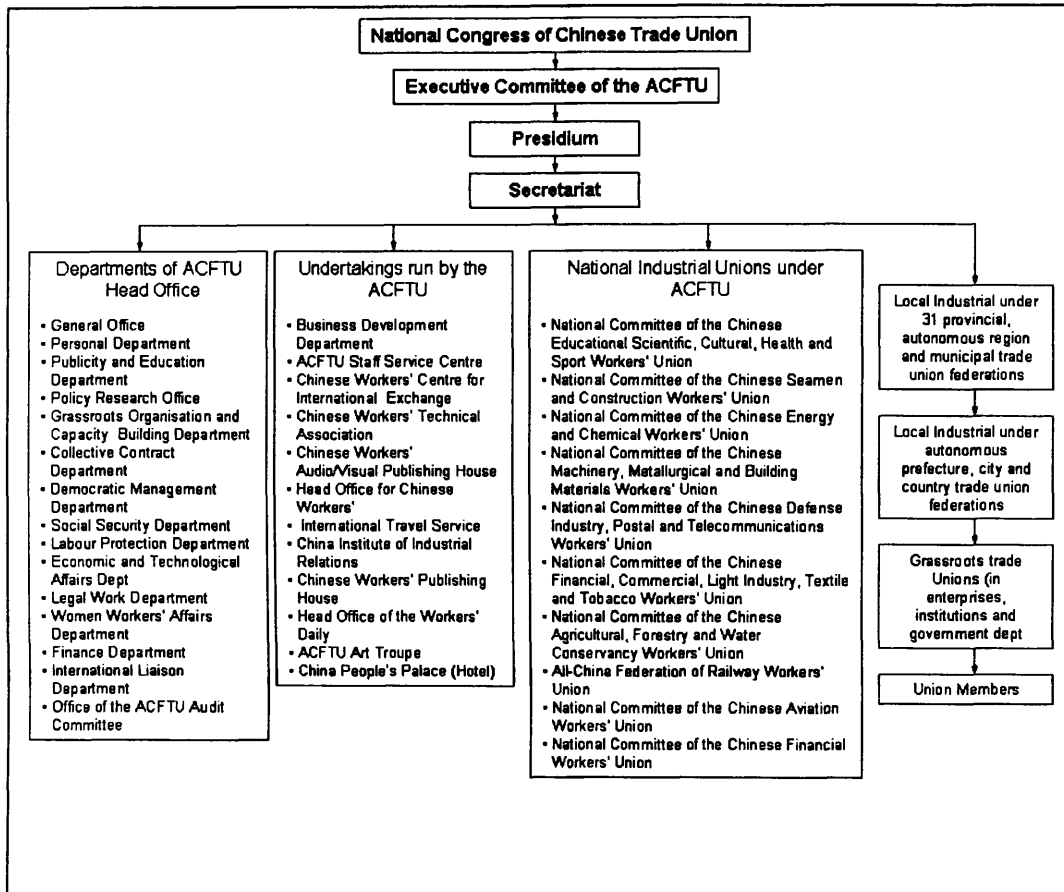 National Congress of Chinese Trade Union
Executive Committee of the ACFTU
Presidium
Secretariat
Departments of ACFTU
Head Office
• General Office
• Personal Department
• Publicity and Education
Department
• Policy Research Office
• Grassroots Organisation and
Capacity Building Department
• Collective Contract
Department
• Democratic Management
Department
• Social Security Department
• Labour Protection Department
• Economic and Technological
Affairs Dept
• Legal Work Department
• Women Workers' Affairs
Department
• Finance Department
• International Liaison
Department
• Office of the ACFTU Audit
Committee
Undertakings run by the
ACFTU
• Business Development
Department
• ACFTU Staff Service Centre
• Chinese Workers' Centre for
International Exchange
• Chinese Workers' Technical
Association
• Chinese Workers'
Audio/Visual Publishing House
• Head Office for Chinese
Workers'
• International Travel Service
• China Institute of Industrial
Relations
• Chinese Workers' Publishing
House
• Head Office of the Workers'
Daily
• ACFTU Art Troupe
• China People's Palace (Hotel)
National Industrial Unions under
ACFTU
• National Committee of the Chinese
Educational Scientific, Cultural, Health and
Sport Workers' Union
• National Committee of the Chinese Seamen
and Construction Workers' Union
• National Committee of the Chinese Energy
and Chemical Workers' Union
• National Committee of the Chinese
Machinery, Metallurgical and Building
Materials Workers' Union
• National Committee of the Chinese Defense
Industry, Postal and Telecommunications
Workers' Union
• National Committee of the Chinese
Financial, Commercial, Light Industry, Textile
and Tobacco Workers' Union
• National Committee of the Chinese
Agricultural, Forestry and Water
Conservancy Workers' Union
• All-China Federation of Railway Workers'
Union
• National Committee of the Chinese Aviation
Workers' Union
• National Committee of the Chinese Financial
Workers' Union
Local Industrial under
31 provincial,
autonomous region
and municipal trade
union federations
Local Industrial under
autonomous
prefecture, city and
country trade union
federations
Grassroots trade
Unions (in
enterprises,
institutions and
government dept
Union Members